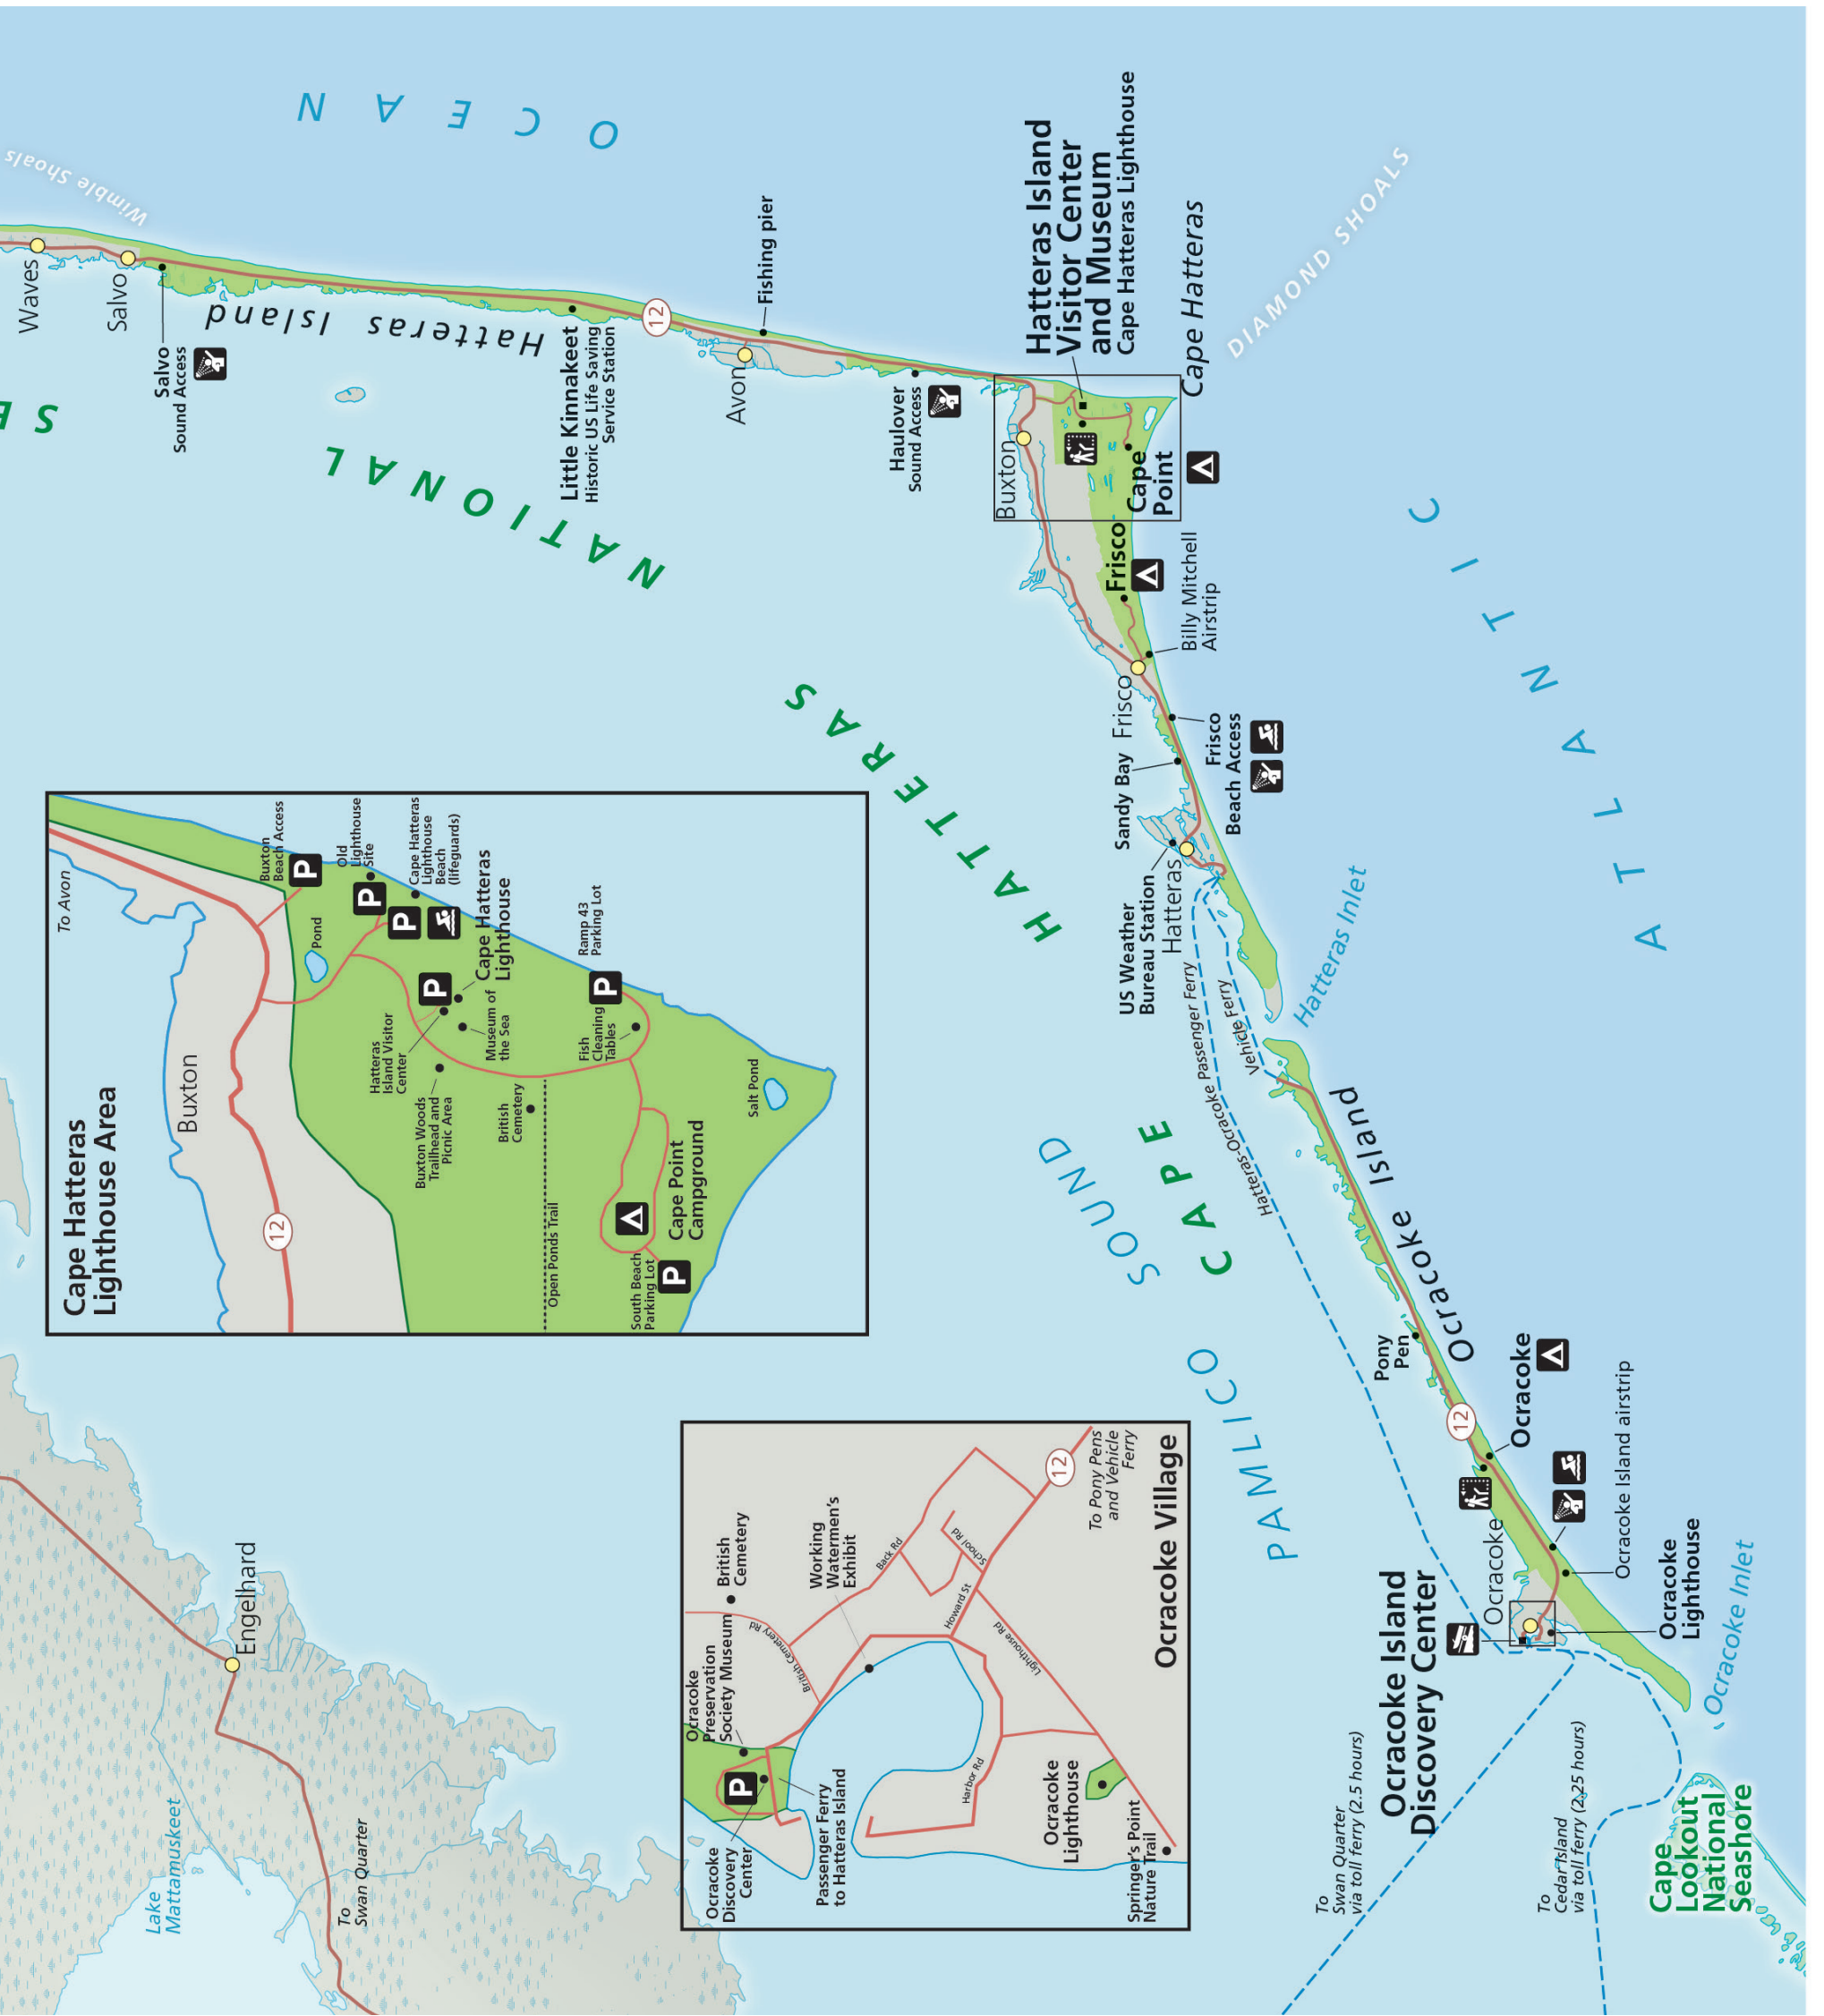 Waves
Salvo
Wimble Shoals
Salvo
Sound Access
Hatteras Island
Little Kinnakeet
Historic US Life Saving
Service Station
12
Avon
Fishing pier
Haulover
Sound Access
Buxton
Hatteras Island
Visitor Center
and Museum
Cape Hatteras Lighthouse
Cape Hatteras
DIAMOND SHOALS
Cape
Point
Frisco
Billy Mitchell
Airstrip
Frisco
Sandy Bay
Frisco
Beach Access
US Weather
Bureau Station
Hatteras
Hatteras Inlet
Hatteras-Ocracoke Passenger Ferry
Vehicle Ferry
Ocracoke Island
Pony
Pen
12
Ocracoke
Ocracoke Island airstrip
Ocracoke
Ocracoke
Lighthouse
Ocracoke Inlet
Ocracoke Island
Discovery Center
To
Swan Quarter
via toll ferry (2.5 hours)
To
Cedar Island
via toll ferry (2.25 hours)
Cape
Lookout
National
Seashore
CAPE HATTERAS
NATIONAL
SE
PAMLICO SOUND
ATLANTIC
OCEAN
Engelhard
Lake
Mattamuskeet
To
Swan Quarter
Cape Hatteras
Lighthouse Area
To Avon
Buxton
12
Buxton
Beach Access
P
Old
Lighthouse
Site
P
Cape Hatteras
Lighthouse
Beach
(lifeguards)
P
Pond
Cape Hatteras
Lighthouse
P
Hatteras
Island Visitor
Center
Museum of
the Sea
Buxton Woods
Trailhead and
Picnic Area
British
Cemetery
Ramp 43
Parking Lot
P
Fish
Cleaning
Tables
Open Ponds Trail
Cape Point
Campground
South Beach
Parking Lot
P
Salt Pond
Ocracoke Village
Ocracoke
Preservation
Society Museum
British
Cemetery
British Cemetery Rd
Working
Watermen's
Exhibit
Back Rd
School Rd
Howard St
Lighthouse Rd
12
To Pony Pens
and Vehicle
Ferry
P
Ocracoke
Discovery
Center
Passenger Ferry
to Hatteras Island
Harbor Rd
Ocracoke
Lighthouse
Springer's Point
Nature Trail